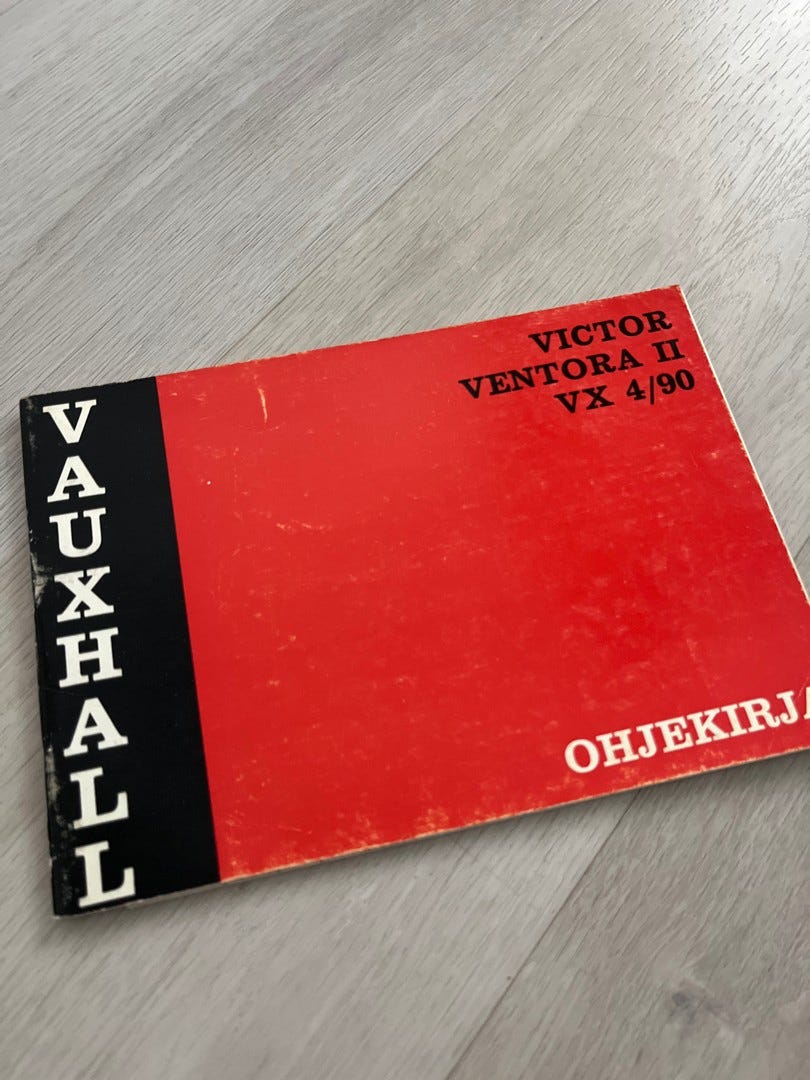 VAUXHALL
VICTOR
VENTORA II
VX 4/90
OHJEKIRJA